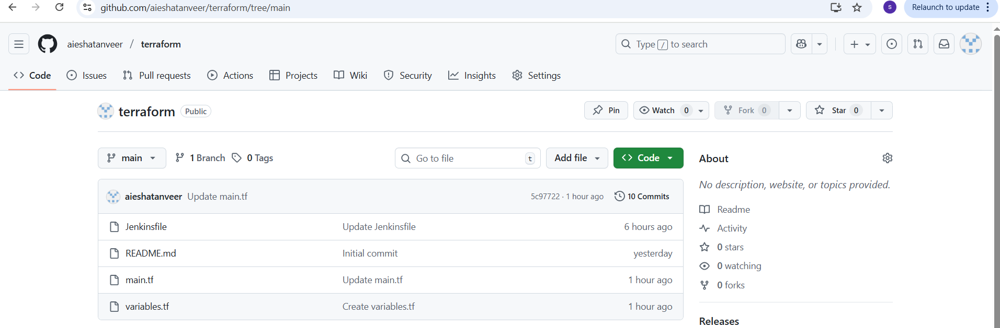 github.com/aieshatanveer/terraform/tree/main
S
Relaunch to update
aieshatanveer / terraform
Type / to search
Code Issues Pull requests Actions Projects Wiki Security Insights Settings
terraform Public
Pin Watch 0 Fork 0 Star 0
main 1 Branch 0 Tags Go to file t Add file Code
aieshatanveer Update main.tf 5c97722 · 1 hour ago 10 Commits
Jenkinsfile Update Jenkinsfile 6 hours ago
README.md Initial commit yesterday
main.tf Update main.tf 1 hour ago
variables.tf Create variables.tf 1 hour ago
About
No description, website, or topics provided.
Readme
Activity
0 stars
0 watching
0 forks
Releases